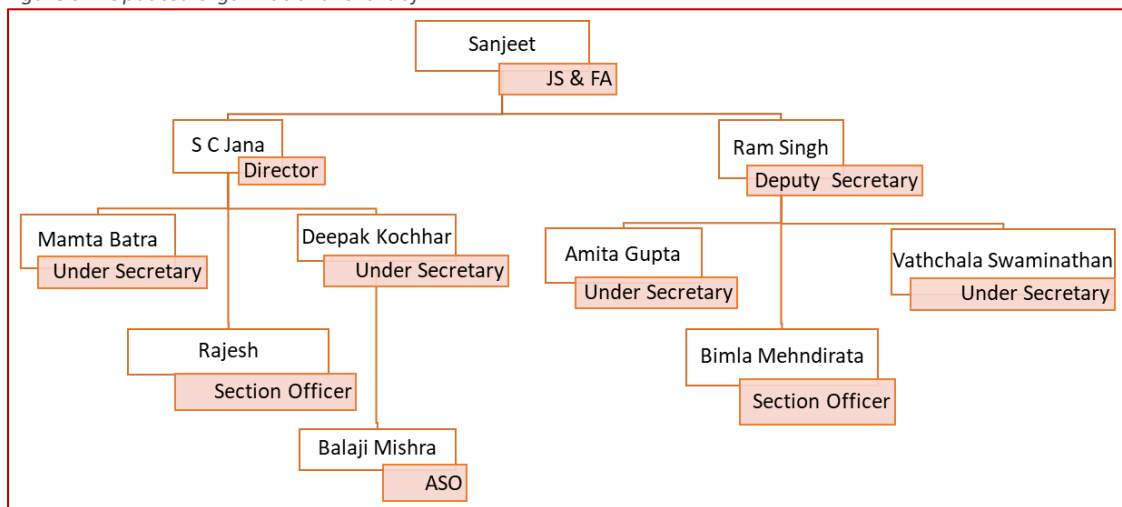 Sanjeet
JS & FA
S C Jana
Director
Ram Singh
Deputy Secretary
Mamta Batra
Under Secretary
Deepak Kochhar
Under Secretary
Amita Gupta
Under Secretary
Vathchala Swaminathan
Under Secretary
Rajesh
Section Officer
Bimla Mehndirata
Section Officer
Balaji Mishra
ASO